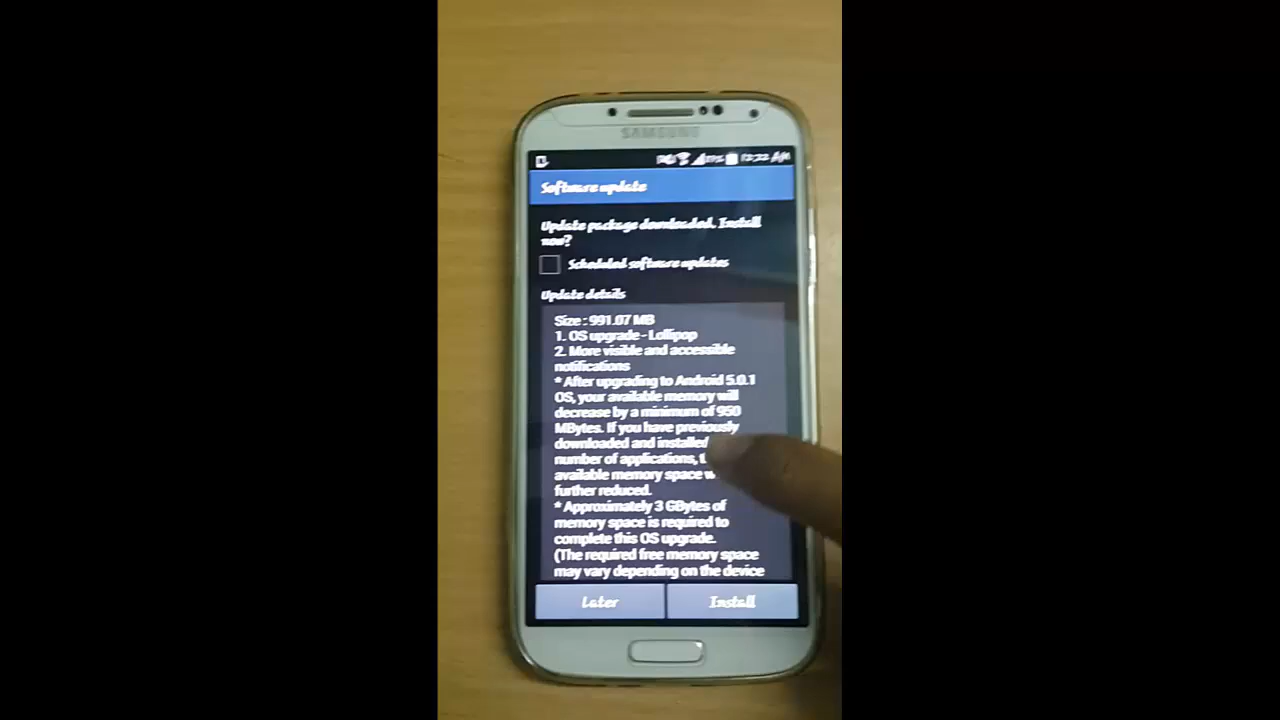 SAMSUNG
12:22 AM
Software update
Update package downloaded. Install
now?
Scheduled software updates
Update details
Size : 991.07 MB
1. OS upgrade - Lollipop
2. More visible and accessible
notifications
* After upgrading to Android 5.0.1
OS, your available memory will
decrease by a minimum of 950
MBytes. If you have previously
downloaded and installed
number of applications,
available memory space
further reduced.
* Approximately 3 GBytes of
memory space is required to
complete this OS upgrade.
(The required free memory space
may vary depending on the device
Later
Install